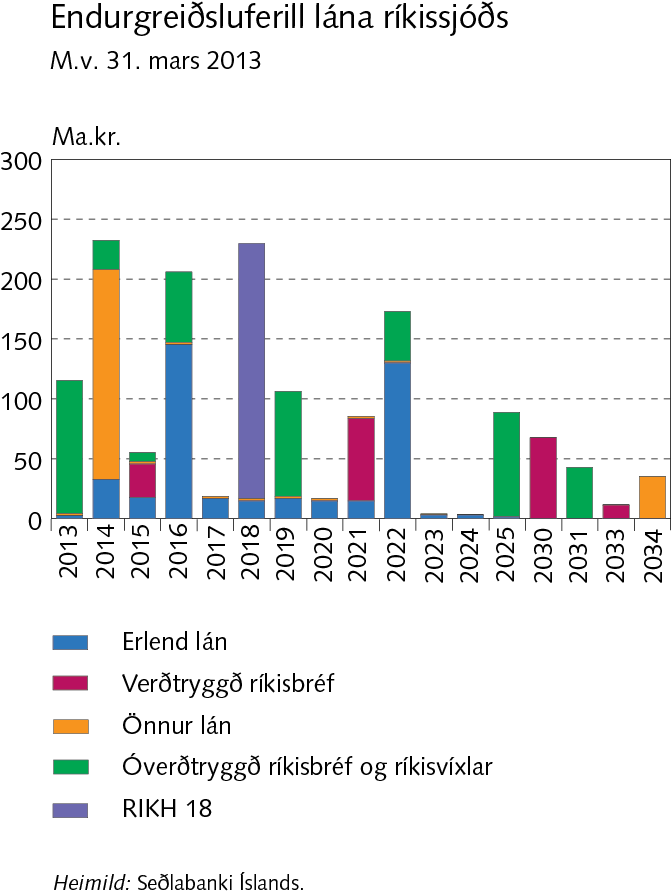 Endurgreiðsluferill lána ríkissjóðs
M.v. 31. mars 2013
Ma.kr.
300
250
200
150
100
50
0
2013
2014
2015
2016
2017
2018
2019
2020
2021
2022
2023
2024
2025
2030
2031
2033
2034
Erlend lán
Verðtryggð ríkisbréf
Önnur lán
Óverðtryggð ríkisbréf og ríkisvíxlar
RIKH 18
Heimild: Seðlabanki Íslands.